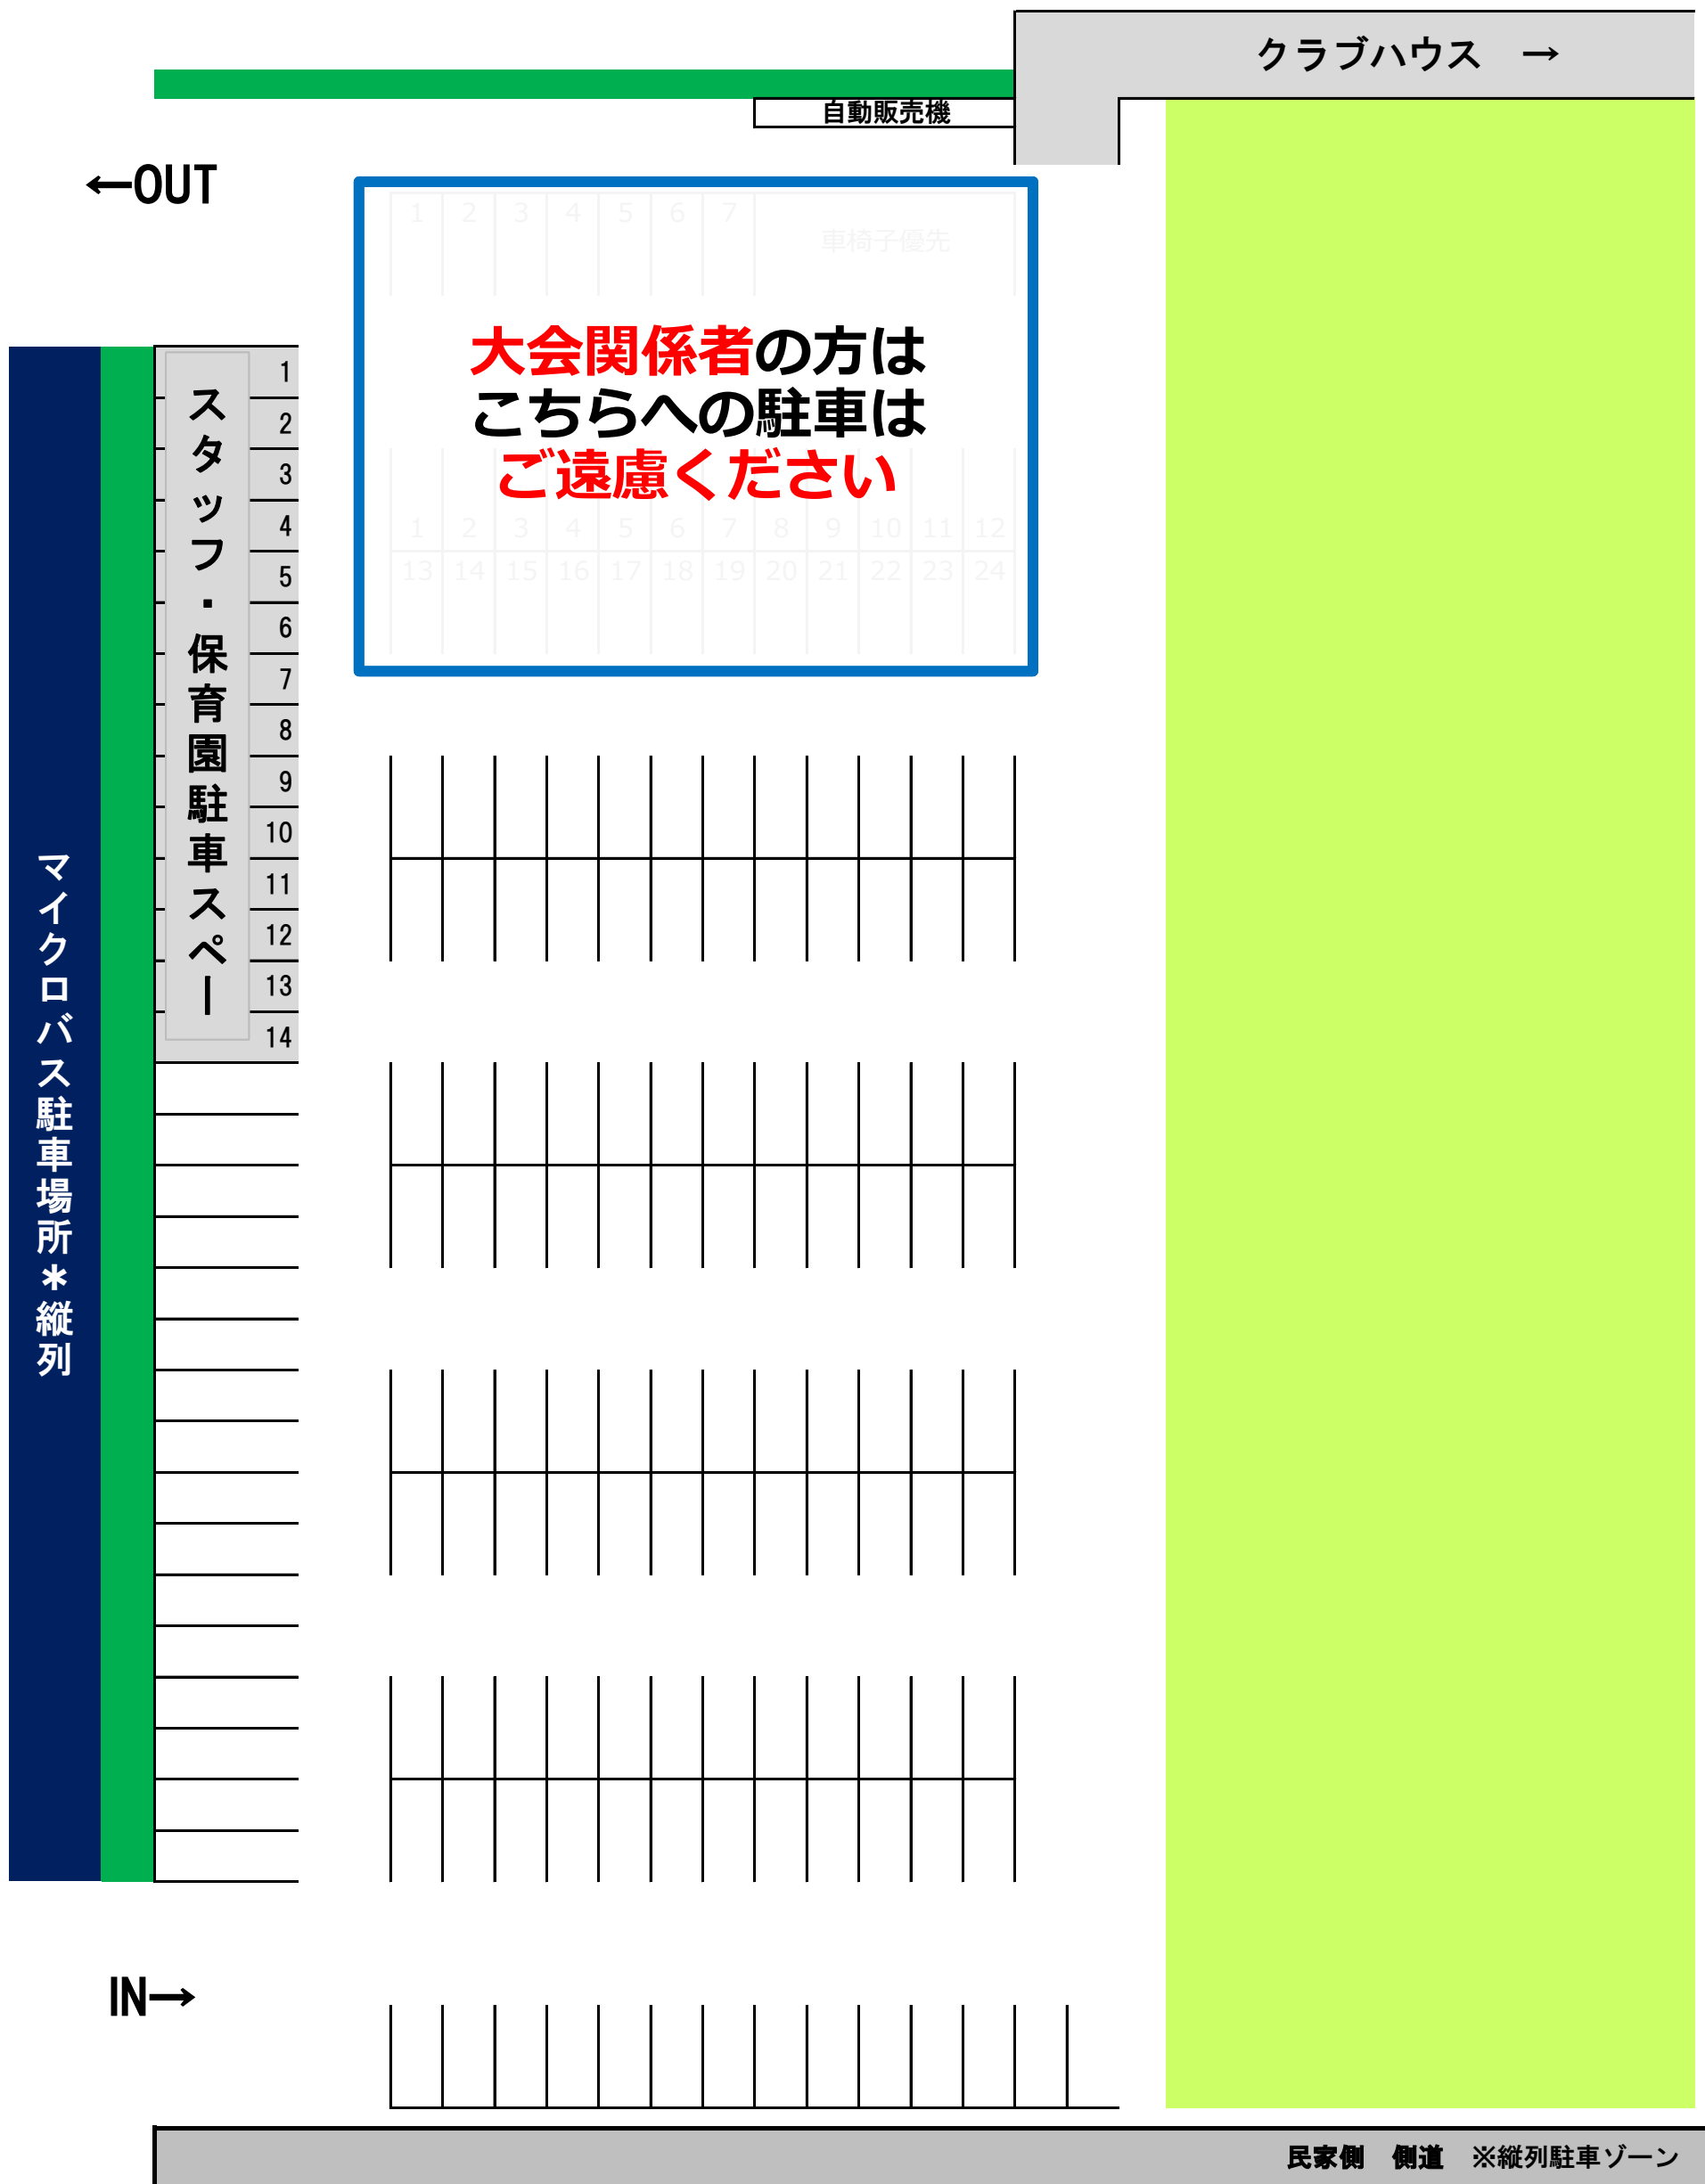 クラブハウス　→
自動販売機
←OUT
1 2 3 4 5 6 7
車椅子優先
大会関係者の方は
こちらへの駐車は
ご遠慮ください
1 2 3 4 5 6 7 8 9 10 11 12
13 14 15 16 17 18 19 20 21 22 23 24
スタッフ・保育園駐車スペー
1
2
3
4
5
6
7
8
9
10
11
12
13
14
マイクロバス駐車場所＊縦列
IN→
民家側　側道　※縦列駐車ゾーン